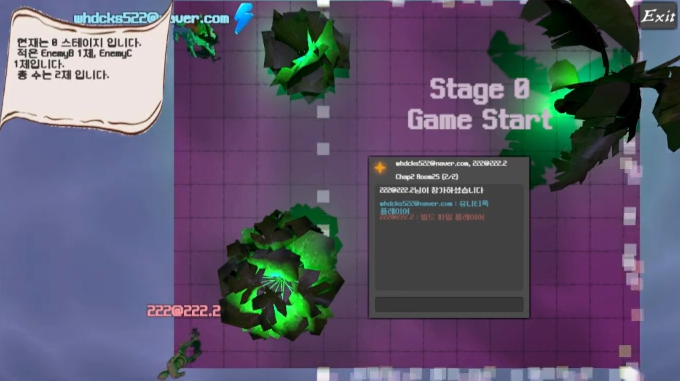 whdcks522@naver.com
Exit
현재는 0 스테이지 입니다.
적은 EnemyB 1체, EnemyC
1체입니다.
총 수는 2체 입니다.
Stage 0
Game Start
whdcks522@naver.com, 222@222.2
Chap2 Room25 (2/2)
222@222.2님이 참가하셨습니다
whdcks522@naver.com : 유니티쪽
플레이어
222@222.2 : 빌드 파일 플레이어
222@222.2